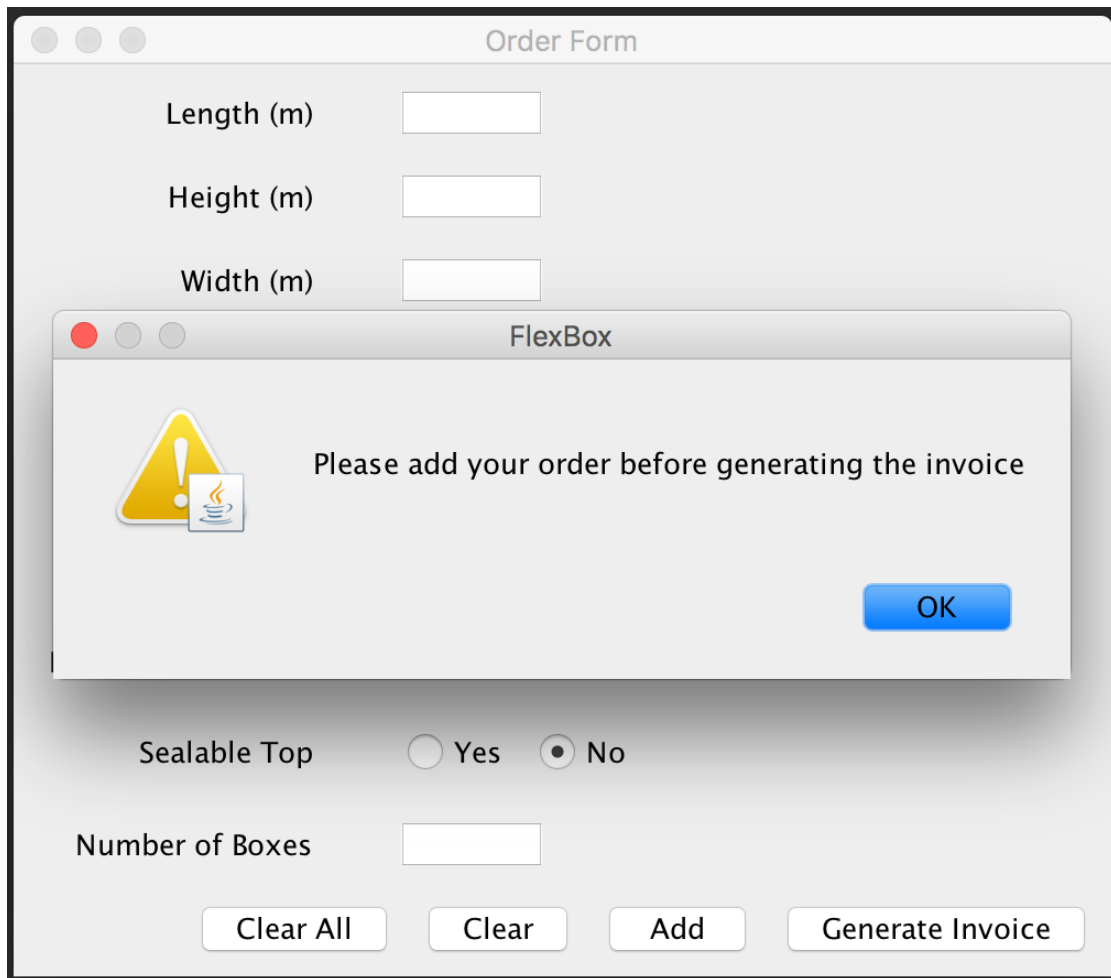 Order Form
Length (m)
Height (m)
Width (m)
FlexBox
Please add your order before generating the invoice
OK
Sealable Top Yes No
Number of Boxes
Clear All Clear Add Generate Invoice